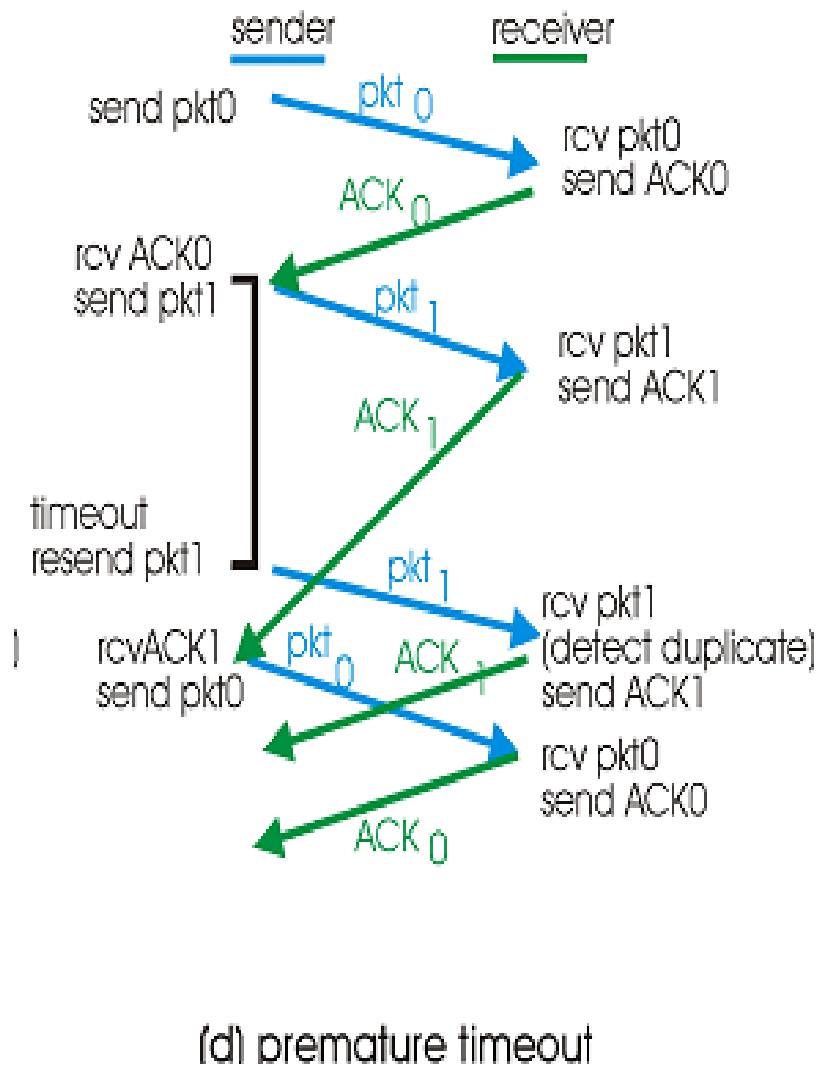 sender
receiver
send pkt0
pkt 0
rcv pkt0
send ACK0
ACK 0
rcv ACK0
send pkt1
pkt 1
rcv pkt1
send ACK1
ACK 1
timeout
resend pkt1
pkt 1
rcv pkt1
(detect duplicate)
send ACK1
)
rcvACK1
send pkt0
pkt 0
ACK 1
rcv pkt0
send ACK0
ACK 0
(d) premature timeout